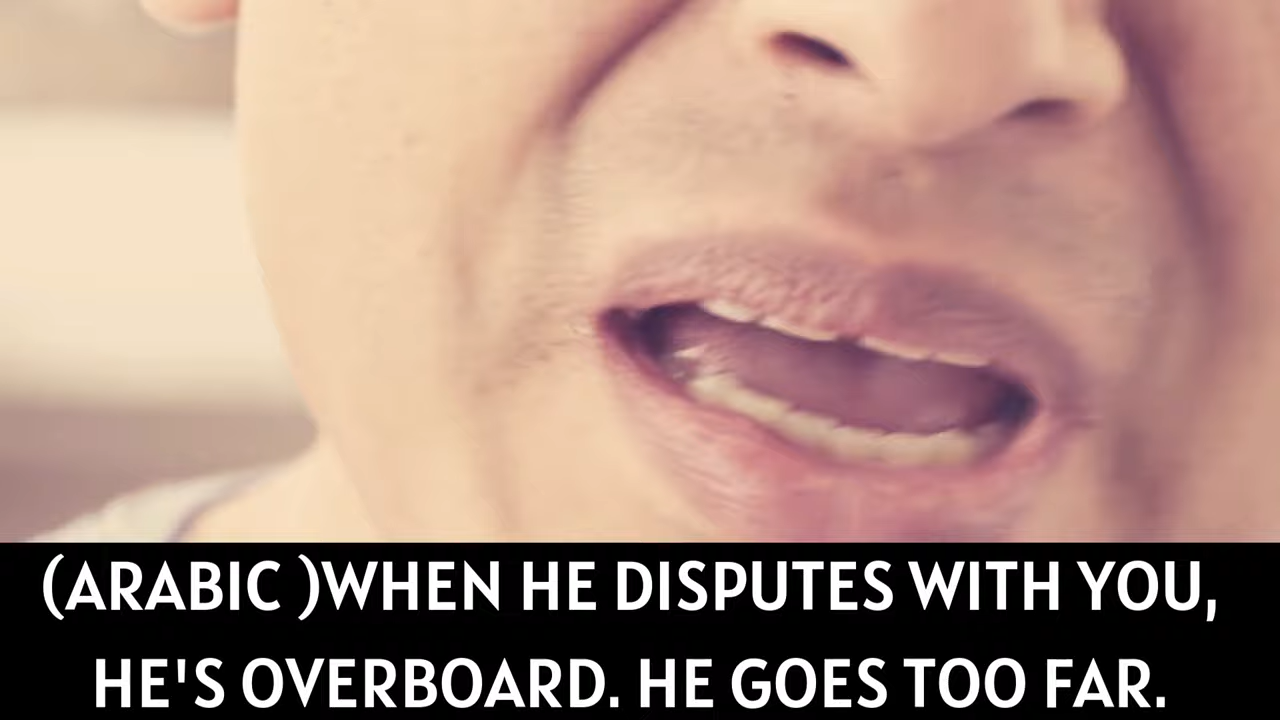 (ARABIC )WHEN HE DISPUTES WITH YOU,
HE'S OVERBOARD. HE GOES TOO FAR.